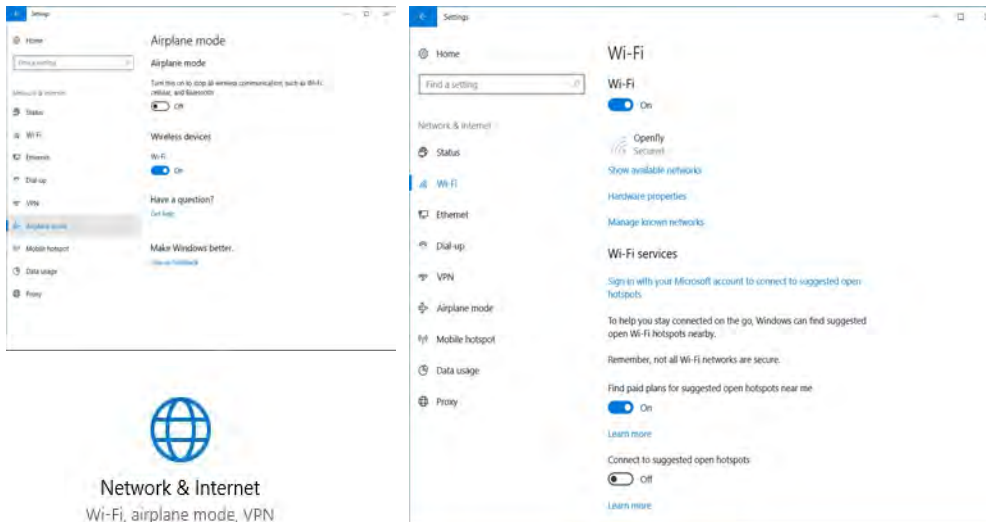 Settings
Home
Find a setting
Network & Internet
Status
Wi-Fi
Ethernet
Dial-up
VPN
Airplane mode
Mobile hotspot
Data usage
Proxy
Airplane mode
Airplane mode
Turn this on to stop all wireless communication, such as Wi-Fi,
cellular, and Bluetooth
Off
Wireless devices
Wi-Fi
On
Have a question?
Get help
Make Windows better.
Network & Internet
Wi-Fi, airplane mode, VPN
Settings
Home
Find a setting
Network & Internet
Status
Wi-Fi
Ethernet
Dial-up
VPN
Airplane mode
Mobile hotspot
Data usage
Proxy
Wi-Fi
Wi-Fi
On
Openfly
Secured
Show available networks
Hardware properties
Manage known networks
Wi-Fi services
Sign in with your Microsoft account to connect to suggested open
hotspots
To help you stay connected on the go, Windows can find suggested
open Wi-Fi hotspots nearby.
Remember, not all Wi-Fi networks are secure.
Find paid plans for suggested open hotspots near me
On
Learn more
Connect to suggested open hotspots
Off
Learn more